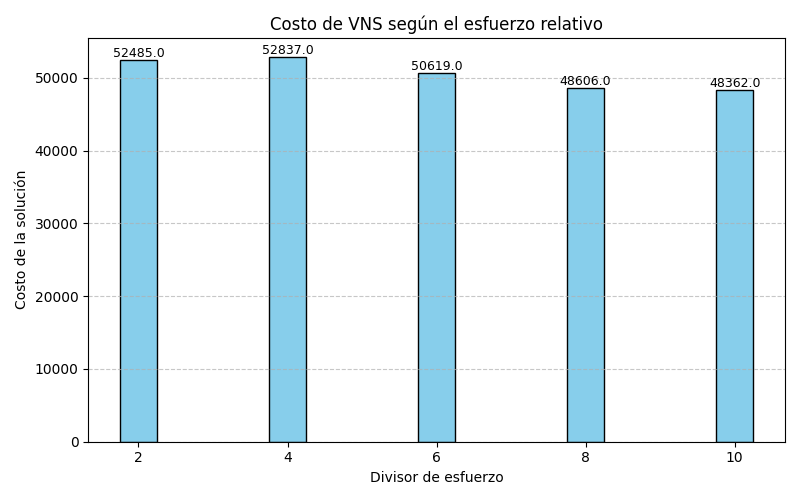 Costo de VNS según el esfuerzo relativo
52485.0
52837.0
50619.0
48606.0
48362.0
50000
40000
30000
20000
10000
0
Costo de la solución
2 4 6 8 10
Divisor de esfuerzo